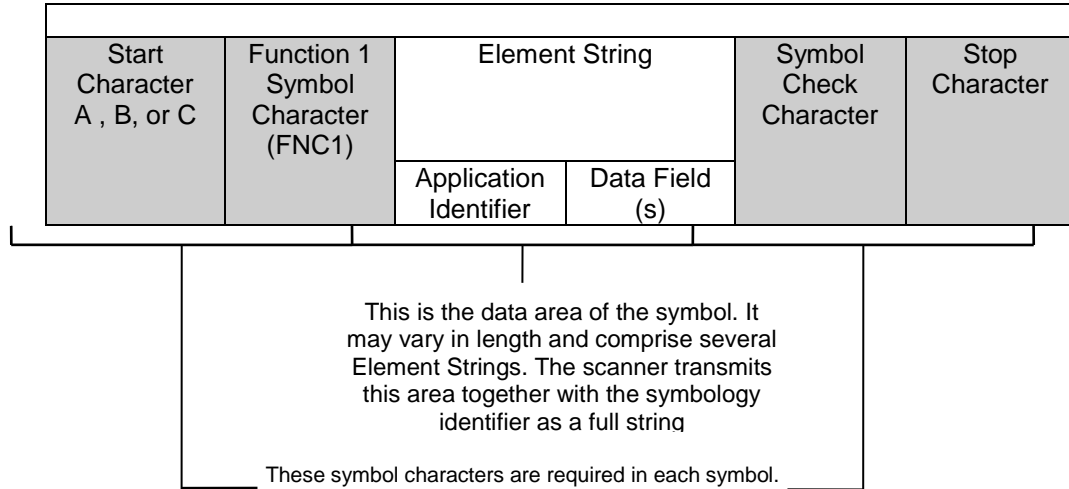 Start
Character
A , B, or C
Function 1
Symbol
Character
(FNC1)
Element String
Application
Identifier
Data Field
(s)
Symbol
Check
Character
Stop
Character
This is the data area of the symbol. It
may vary in length and comprise several
Element Strings. The scanner transmits
this area together with the symbology
identifier as a full string
These symbol characters are required in each symbol.